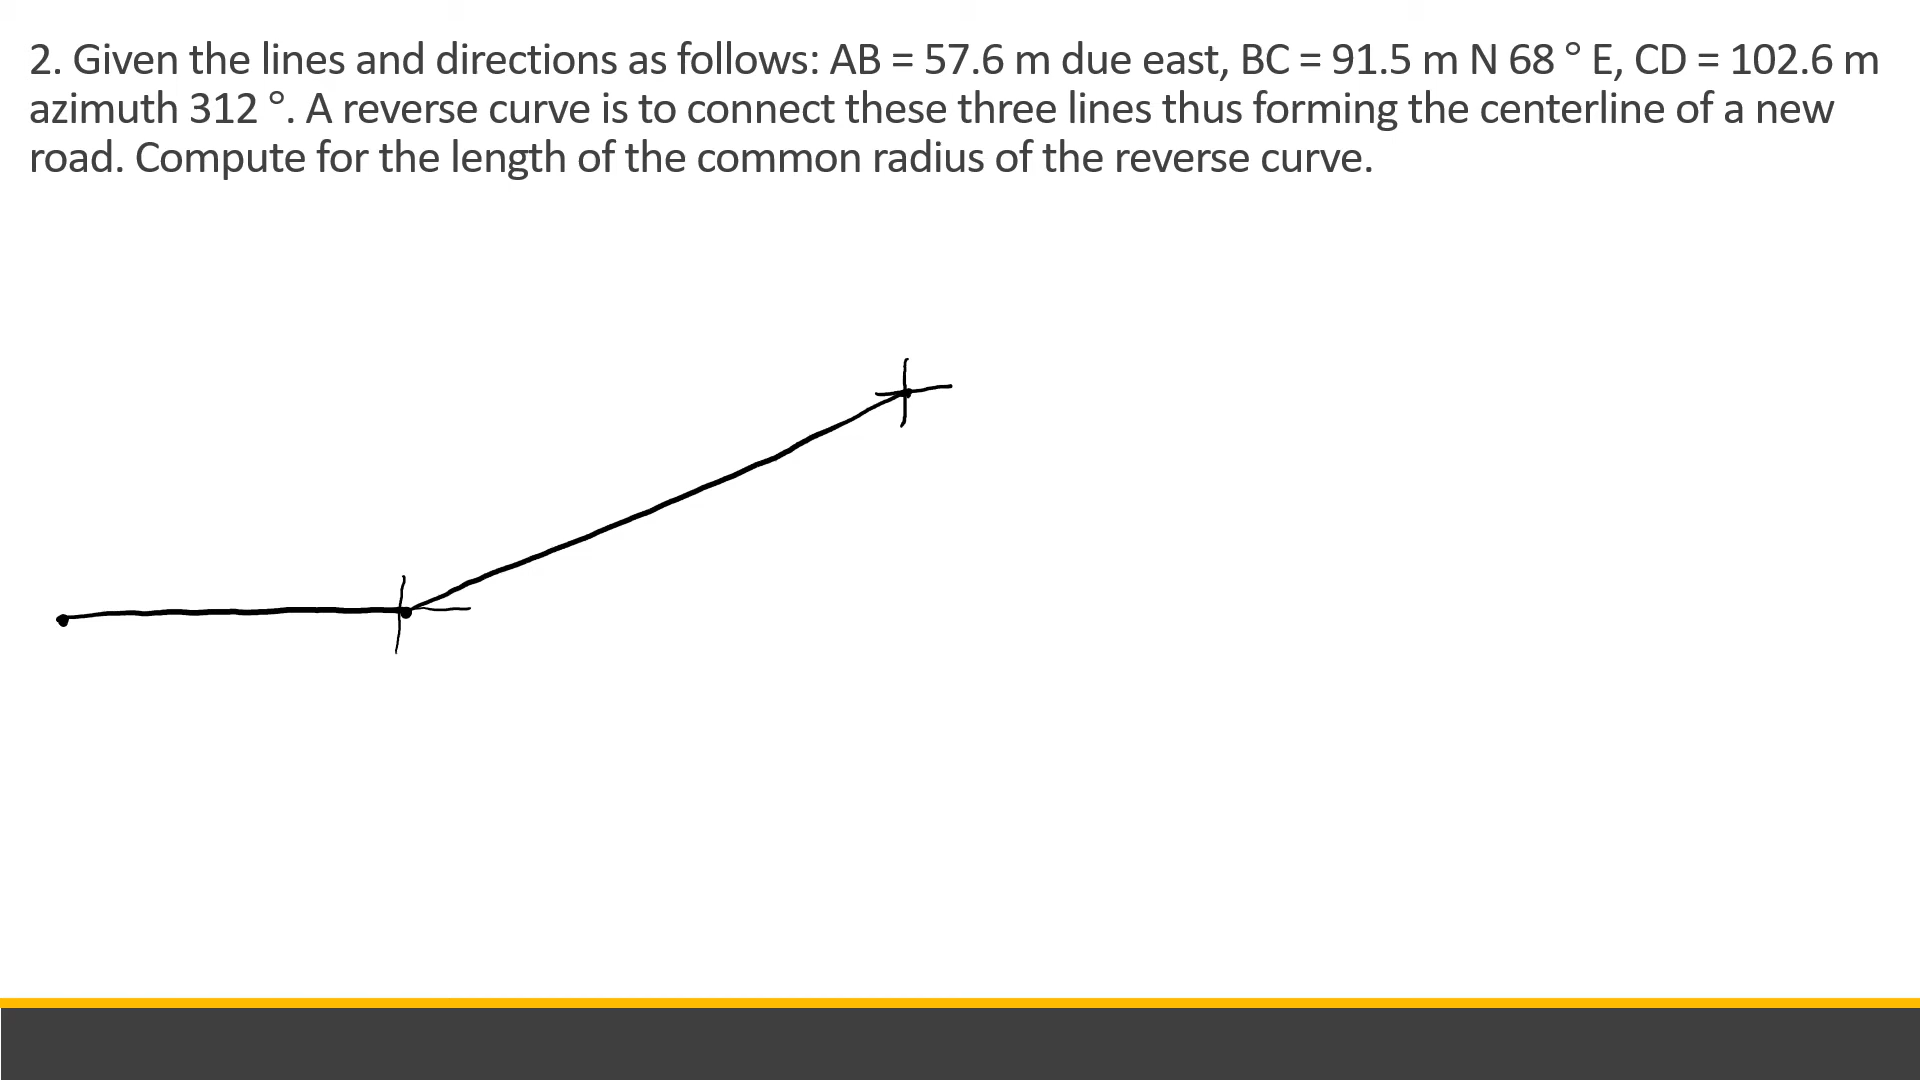 2. Given the lines and directions as follows: AB = 57.6 m due east, BC = 91.5 m N 68 ° E, CD = 102.6 m
azimuth 312 °. A reverse curve is to connect these three lines thus forming the centerline of a new
road. Compute for the length of the common radius of the reverse curve.